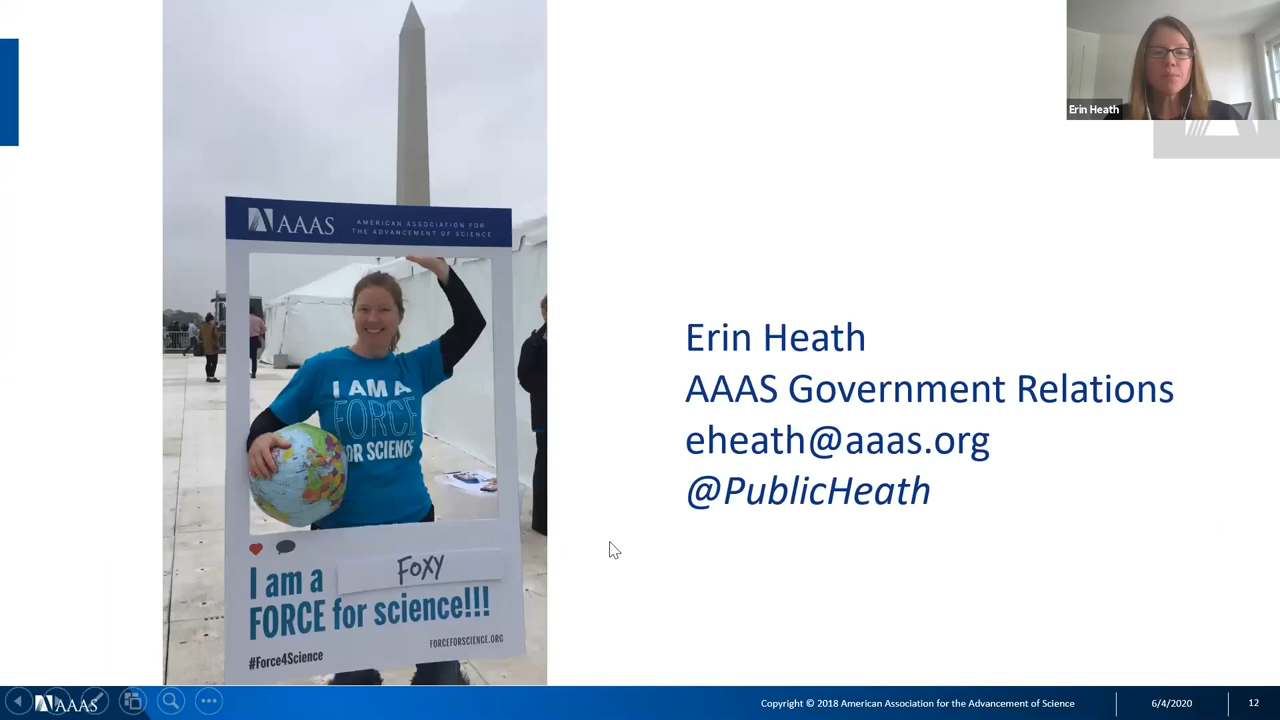 Erin Heath
AAAS
AMERICAN ASSOCIATION FOR
THE ADVANCEMENT OF SCIENCE
I AM A
FORCE
FOR SCIENCE
I am a FOXY
FORCE for science!!!
FORCEFORSCIENCE.ORG
#Force4Science
Erin Heath
AAAS Government Relations
eheath@aaas.org
@PublicHeath
AAAS
Copyright © 2018 American Association for the Advancement of Science
6/4/2020
12